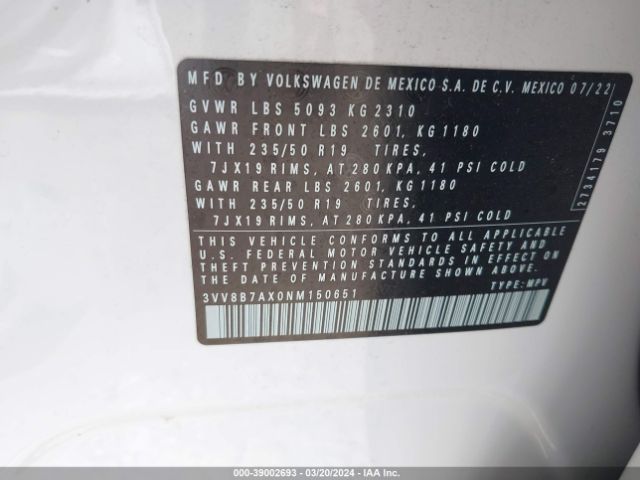 MFD BY VOLKSWAGEN DE MEXICO S.A. DE C.V. MEXICO 07/22
GVWR LBS 5093 KG 2310
GAWR FRONT LBS 2601, KG 1180
WITH 235/50 R19 TIRES,
7JX19 RIMS, AT 280 KPA, 41 PSI COLD
GAWR REAR LBS 2601, KG 1180
WITH 235/50 R19 TIRES,
7JX19 RIMS, AT 280 KPA, 41 PSI COLD
THIS VEHICLE CONFORMS TO ALL APPLICABLE
U.S. FEDERAL MOTOR VEHICLE SAFETY AND
THEFT PREVENTION STANDARDS IN EFFECT ON
THE DATE OF MANUFACTURE SHOWN ABOVE.
3VV8B7AX0NM150651
TYPE: MPV
2734179 3710
000-39002693 - 03/20/2024 - IAA Inc.